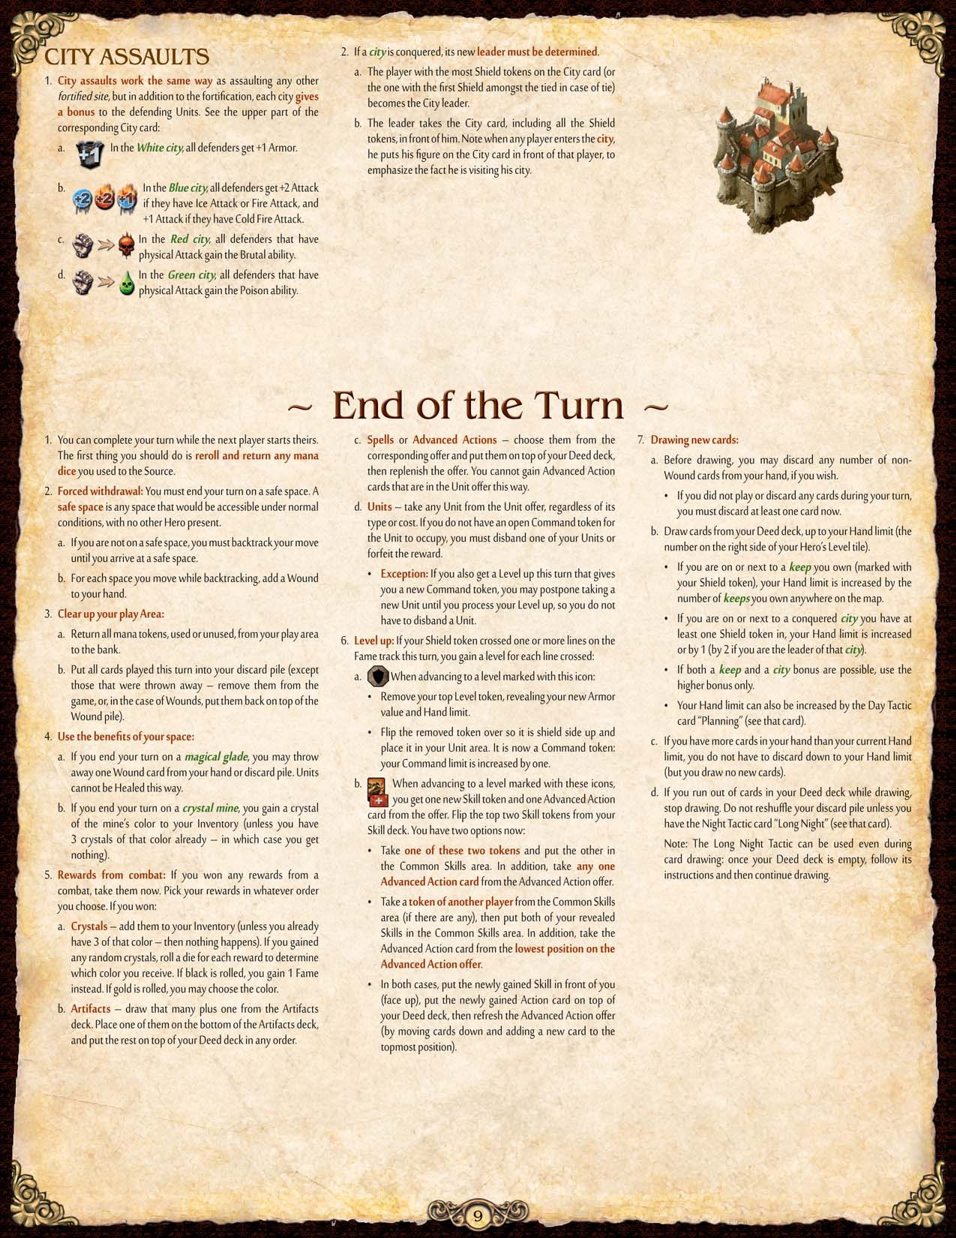 CITY ASSAULTS
1. City assaults work the same way as assaulting any other
fortified site, but in addition to the fortification, each city gives
a bonus to the defending Units. See the upper part of the
corresponding City card:
a. +1 In the White city, all defenders get +1 Armor.
b. +2 +2 +1 In the Blue city, all defenders get +2 Attack
if they have Ice Attack or Fire Attack, and
+1 Attack if they have Cold Fire Attack.
c. In the Red city, all defenders that have
physical Attack gain the Brutal ability.
d. In the Green city, all defenders that have
physical Attack gain the Poison ability.
2. If a city is conquered, its new leader must be determined.
a. The player with the most Shield tokens on the City card (or
the one with the first Shield amongst the tied in case of tie)
becomes the City leader.
b. The leader takes the City card, including all the Shield
tokens, in front of him. Note when any player enters the city,
he puts his figure on the City card in front of that player, to
emphasize the fact he is visiting his city.
~ End of the Turn ~
1. You can complete your turn while the next player starts theirs.
The first thing you should do is reroll and return any mana
dice you used to the Source.
2. Forced withdrawal: You must end your turn on a safe space. A
safe space is any space that would be accessible under normal
conditions, with no other Hero present.
a. If you are not on a safe space, you must backtrack your move
until you arrive at a safe space.
b. For each space you move while backtracking, add a Wound
to your hand.
3. Clear up your play Area:
a. Return all mana tokens, used or unused, from your play area
to the bank.
b. Put all cards played this turn into your discard pile (except
those that were thrown away – remove them from the
game, or, in the case of Wounds, put them back on top of the
Wound pile).
4. Use the benefits of your space:
a. If you end your turn on a magical glade, you may throw
away one Wound card from your hand or discard pile. Units
cannot be Healed this way.
b. If you end your turn on a crystal mine, you gain a crystal
of the mine's color to your Inventory (unless you have
3 crystals of that color already – in which case you get
nothing).
5. Rewards from combat: If you won any rewards from a
combat, take them now. Pick your rewards in whatever order
you choose. If you won:
a. Crystals – add them to your Inventory (unless you already
have 3 of that color – then nothing happens). If you gained
any random crystals, roll a die for each reward to determine
which color you receive. If black is rolled, you gain 1 Fame
instead. If gold is rolled, you may choose the color.
b. Artifacts – draw that many plus one from the Artifacts
deck. Place one of them on the bottom of the Artifacts deck,
and put the rest on top of your Deed deck in any order.
c. Spells or Advanced Actions – choose them from the
corresponding offer and put them on top of your Deed deck,
then replenish the offer. You cannot gain Advanced Action
cards that are in the Unit offer this way.
d. Units – take any Unit from the Unit offer, regardless of its
type or cost. If you do not have an open Command token for
the Unit to occupy, you must disband one of your Units or
forfeit the reward.
• Exception: If you also get a Level up this turn that gives
you a new Command token, you may postpone taking a
new Unit until you process your Level up, so you do not
have to disband a Unit.
6. Level up: If your Shield token crossed one or more lines on the
Fame track this turn, you gain a level for each line crossed:
a. When advancing to a level marked with this icon:
• Remove your top Level token, revealing your new Armor
value and Hand limit.
• Flip the removed token over so it is shield side up and
place it in your Unit area. It is now a Command token:
your Command limit is increased by one.
b. When advancing to a level marked with these icons,
you get one new Skill token and one Advanced Action
card from the offer. Flip the top two Skill tokens from your
Skill deck. You have two options now:
• Take one of these two tokens and put the other in
the Common Skills area. In addition, take any one
Advanced Action card from the Advanced Action offer.
• Take a token of another player from the Common Skills
area (if there are any), then put both of your revealed
Skills in the Common Skills area. In addition, take the
Advanced Action card from the lowest position on the
Advanced Action offer.
• In both cases, put the newly gained Skill in front of you
(face up), put the newly gained Action card on top of
your Deed deck, then refresh the Advanced Action offer
(by moving cards down and adding a new card to the
topmost position).
7. Drawing new cards:
a. Before drawing, you may discard any number of non-
Wound cards from your hand, if you wish.
• If you did not play or discard any cards during your turn,
you must discard at least one card now.
b. Draw cards from your Deed deck, up to your Hand limit (the
number on the right side of your Hero's Level tile).
• If you are on or next to a keep you own (marked with
your Shield token), your Hand limit is increased by the
number of keeps you own anywhere on the map.
• If you are on or next to a conquered city you have at
least one Shield token in, your Hand limit is increased
or by 1 (by 2 if you are the leader of that city).
• If both a keep and a city bonus are possible, use the
higher bonus only.
• Your Hand limit can also be increased by the Day Tactic
card "Planning" (see that card).
c. If you have more cards in your hand than your current Hand
limit, you do not have to discard down to your Hand limit
(but you draw no new cards).
d. If you run out of cards in your Deed deck while drawing,
stop drawing. Do not reshuffle your discard pile unless you
have the Night Tactic card "Long Night" (see that card).
Note: The Long Night Tactic can be used even during
card drawing: once your Deed deck is empty, follow its
instructions and then continue drawing.
9